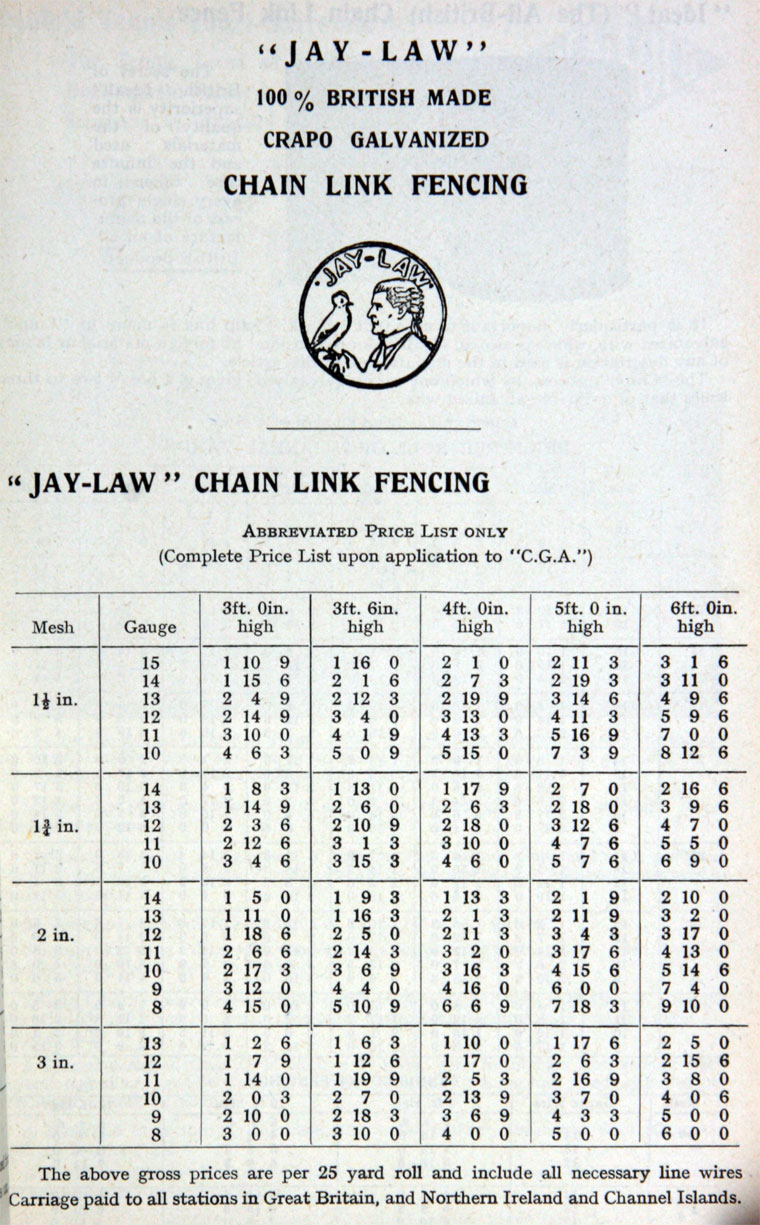 “JAY-LAW”
100% BRITISH MADE
CRAPO GALVANIZED
CHAIN LINK FENCING
JAY-LAW
“JAY-LAW” CHAIN LINK FENCING
ABBREVIATED PRICE LIST ONLY
(Complete Price List upon application to “C.G.A.”)
Mesh Gauge 3ft. 0in. high 3ft. 6in. high 4ft. 0in. high 5ft. 0 in. high 6ft. 0in. high
15 1 10 9 1 16 0 2 1 0 2 11 3 3 1 6
14 1 15 6 2 1 6 2 7 3 2 19 3 3 11 0
1½ in. 13 2 4 9 2 12 3 2 19 9 3 14 6 4 9 6
12 2 14 9 3 4 0 3 13 0 4 11 3 5 9 6
11 3 10 0 4 1 9 4 13 3 5 16 9 7 0 0
10 4 6 3 5 0 9 5 15 0 7 3 9 8 12 6
14 1 8 3 1 13 0 1 17 9 2 7 0 2 16 6
13 1 14 9 2 6 0 2 6 3 2 18 0 3 9 6
1¾ in. 12 2 3 6 2 10 9 2 18 0 3 12 6 4 7 0
11 2 12 6 3 1 3 3 10 0 4 7 6 5 5 0
10 3 4 6 3 15 3 4 6 0 5 7 6 6 9 0
14 1 5 0 1 9 3 1 13 3 2 1 9 2 10 0
13 1 11 0 1 16 3 2 1 3 2 11 9 3 2 0
2 in. 12 1 18 6 2 5 0 2 11 3 3 4 3 3 17 0
11 2 6 6 2 14 3 3 2 0 3 17 6 4 13 0
10 2 17 3 3 6 9 3 16 3 4 15 6 5 14 6
9 3 12 0 4 4 0 4 16 0 6 0 0 7 4 0
8 4 15 0 5 10 9 6 6 9 7 18 3 9 10 0
13 1 2 6 1 6 3 1 10 0 1 17 6 2 5 0
3 in. 12 1 7 9 1 12 6 1 17 0 2 6 3 2 15 6
11 1 14 0 1 19 9 2 5 3 2 16 9 3 8 0
10 2 0 3 2 7 0 2 13 9 3 7 0 4 0 6
9 2 10 0 2 18 3 3 6 9 4 3 3 5 0 0
8 3 0 0 3 10 0 4 0 0 5 0 0 6 0 0
The above gross prices are per 25 yard roll and include all necessary line wires
Carriage paid to all stations in Great Britain, and Northern Ireland and Channel Islands.